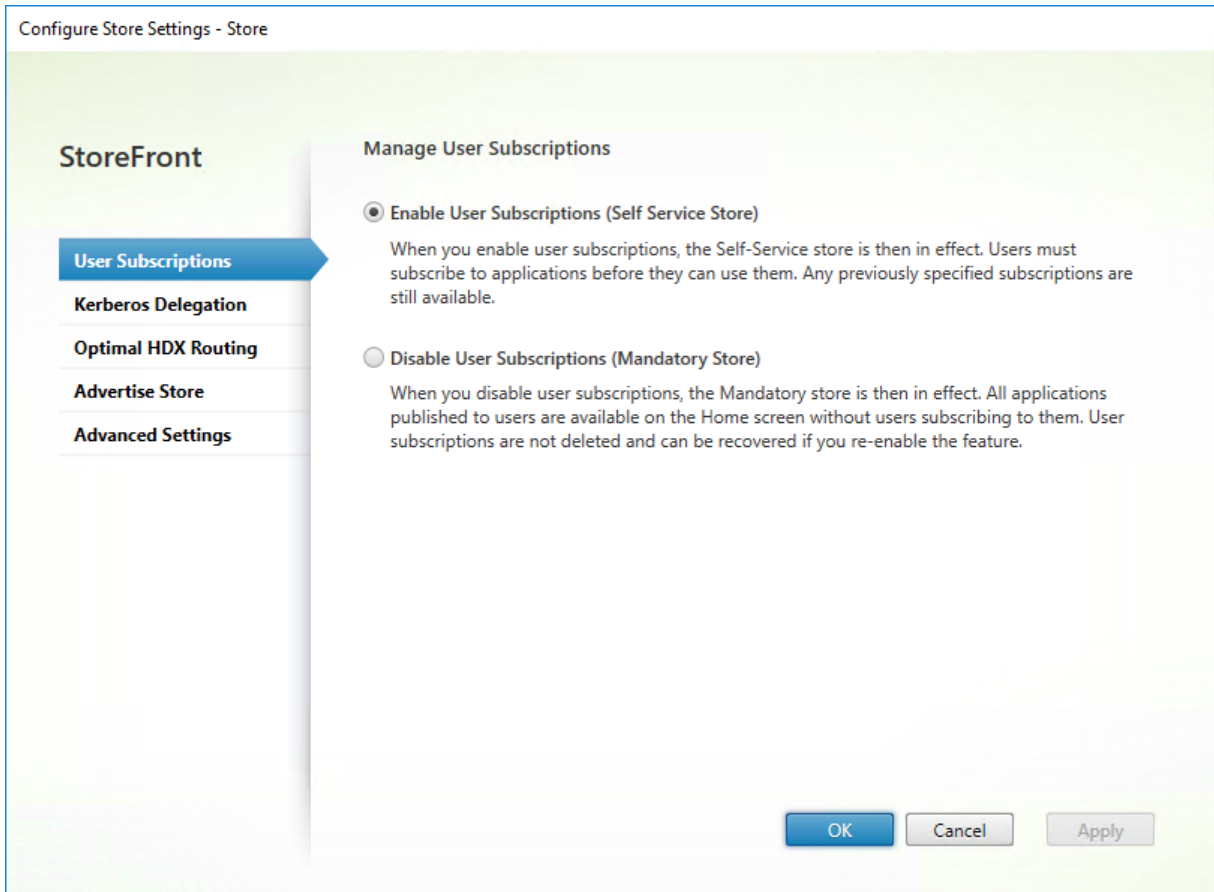 Configure Store Settings - Store
StoreFront
User Subscriptions
Kerberos Delegation
Optimal HDX Routing
Advertise Store
Advanced Settings
Manage User Subscriptions
Enable User Subscriptions (Self Service Store)
When you enable user subscriptions, the Self-Service store is then in effect. Users must
subscribe to applications before they can use them. Any previously specified subscriptions are
still available.
Disable User Subscriptions (Mandatory Store)
When you disable user subscriptions, the Mandatory store is then in effect. All applications
published to users are available on the Home screen without users subscribing to them. User
subscriptions are not deleted and can be recovered if you re-enable the feature.
OK
Cancel
Apply